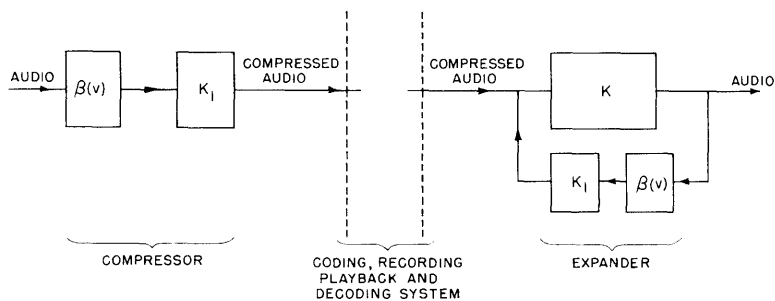 AUDIO
β(v)
K₁
COMPRESSED
AUDIO
COMPRESSED
AUDIO
K
AUDIO
K₁
β(v)
COMPRESSOR
CODING, RECORDING
PLAYBACK AND
DECODING SYSTEM
EXPANDER